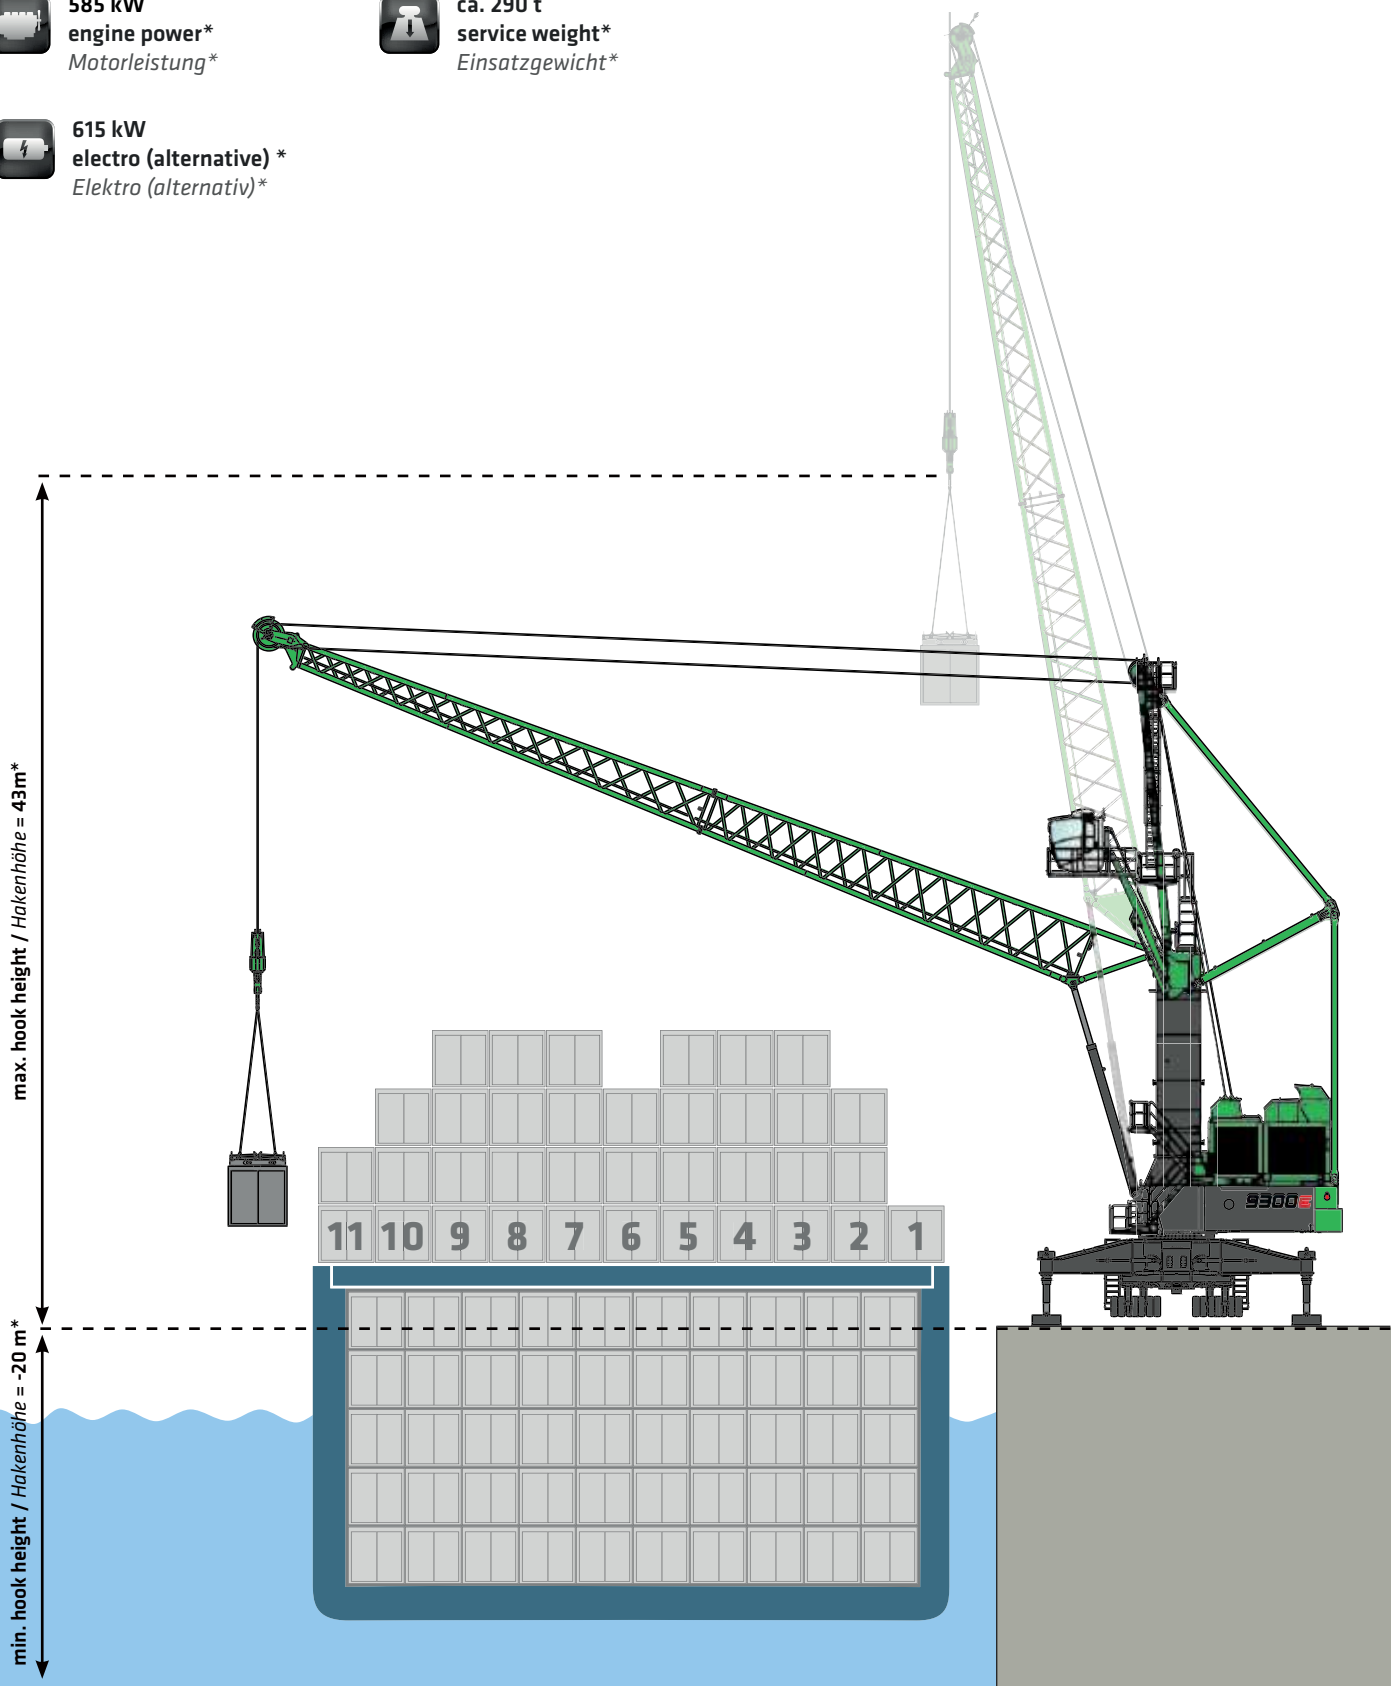 585 kW
engine power*
Motorleistung*
ca. 290 t
service weight*
Einsatzgewicht*
615 kW
electro (alternative) *
Elektro (alternativ)*
max. hook height / Hakenhöhe = 43m*
min. hook height / Hakenhöhe = -20 m*
11 10 9 8 7 6 5 4 3 2 1
9300E